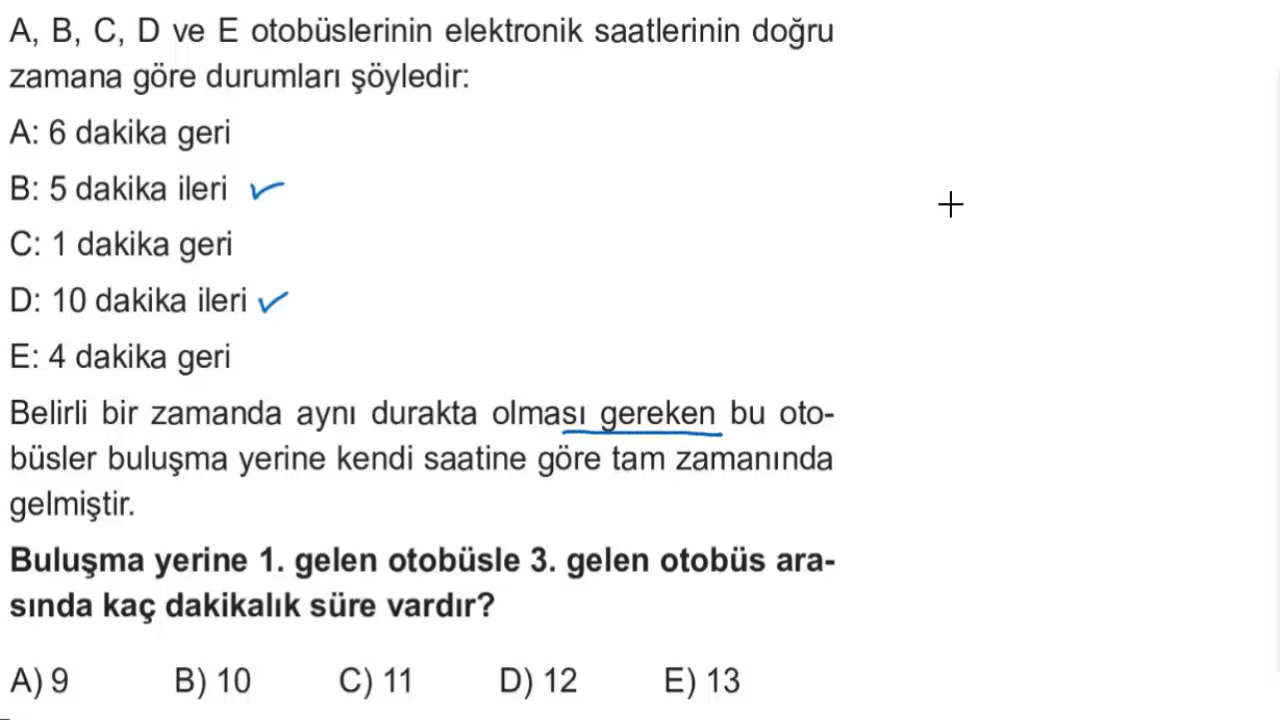 A, B, C, D ve E otobüslerinin elektronik saatlerinin doğru
zamana göre durumları şöyledir:
A: 6 dakika geri
B: 5 dakika ileri
C: 1 dakika geri
D: 10 dakika ileri
E: 4 dakika geri
Belirli bir zamanda aynı durakta olması gereken bu oto-
büsler buluşma yerine kendi saatine göre tam zamanında
gelmiştir.
Buluşma yerine 1. gelen otobüsle 3. gelen otobüs ara-
sında kaç dakikalık süre vardır?
A) 9 B) 10 C) 11 D) 12 E) 13